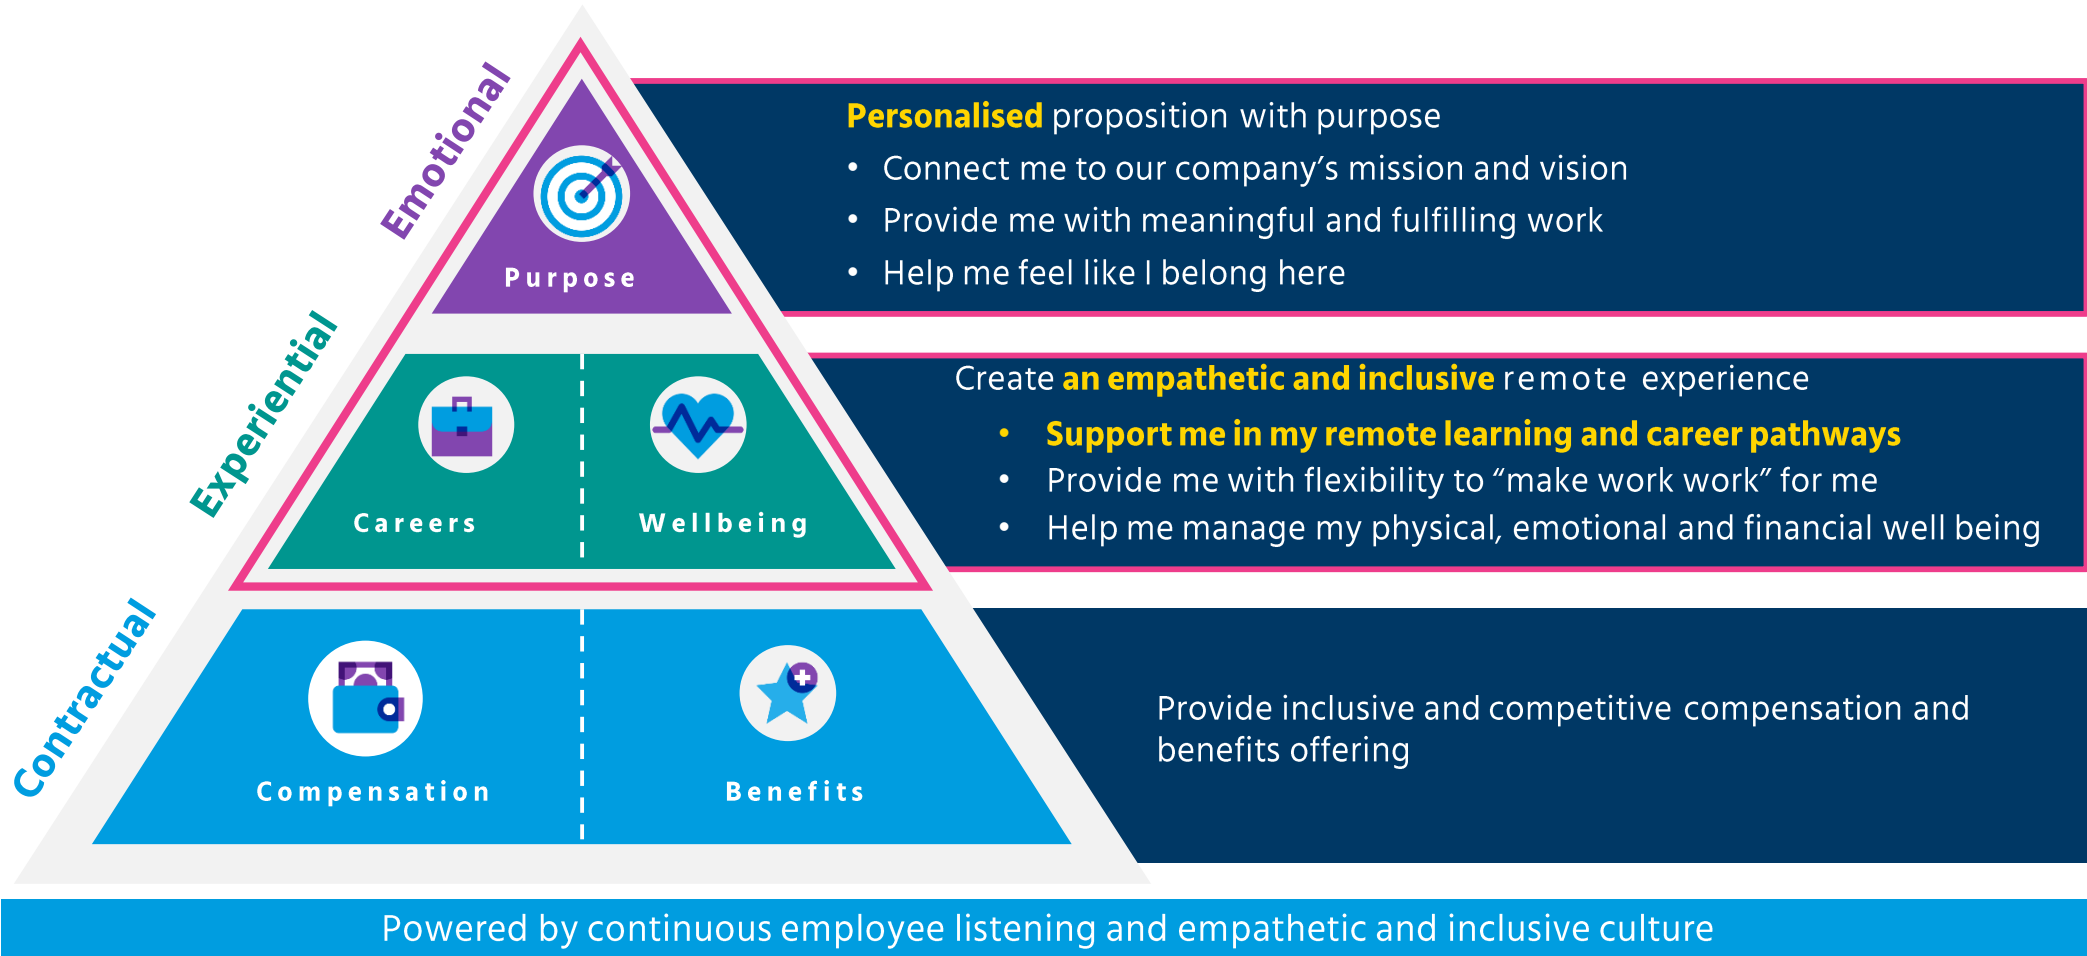 Emotional
Purpose
Personalised proposition with purpose
• Connect me to our company’s mission and vision
• Provide me with meaningful and fulfilling work
• Help me feel like I belong here
Experiential
Careers
Wellbeing
Create an empathetic and inclusive remote experience
• Support me in my remote learning and career pathways
• Provide me with flexibility to “make work work” for me
• Help me manage my physical, emotional and financial well being
Contractual
Compensation
Benefits
Provide inclusive and competitive compensation and
benefits offering
Powered by continuous employee listening and empathetic and inclusive culture